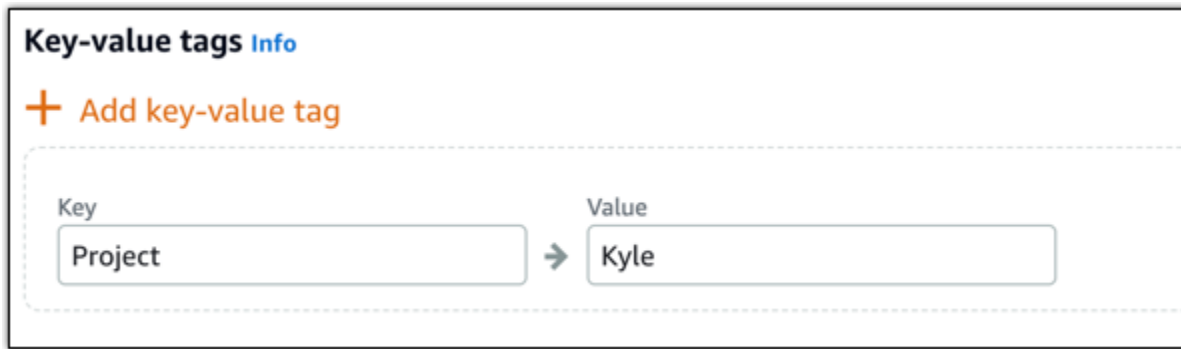 Key-value tags Info
+ Add key-value tag
Key Value
Project → Kyle